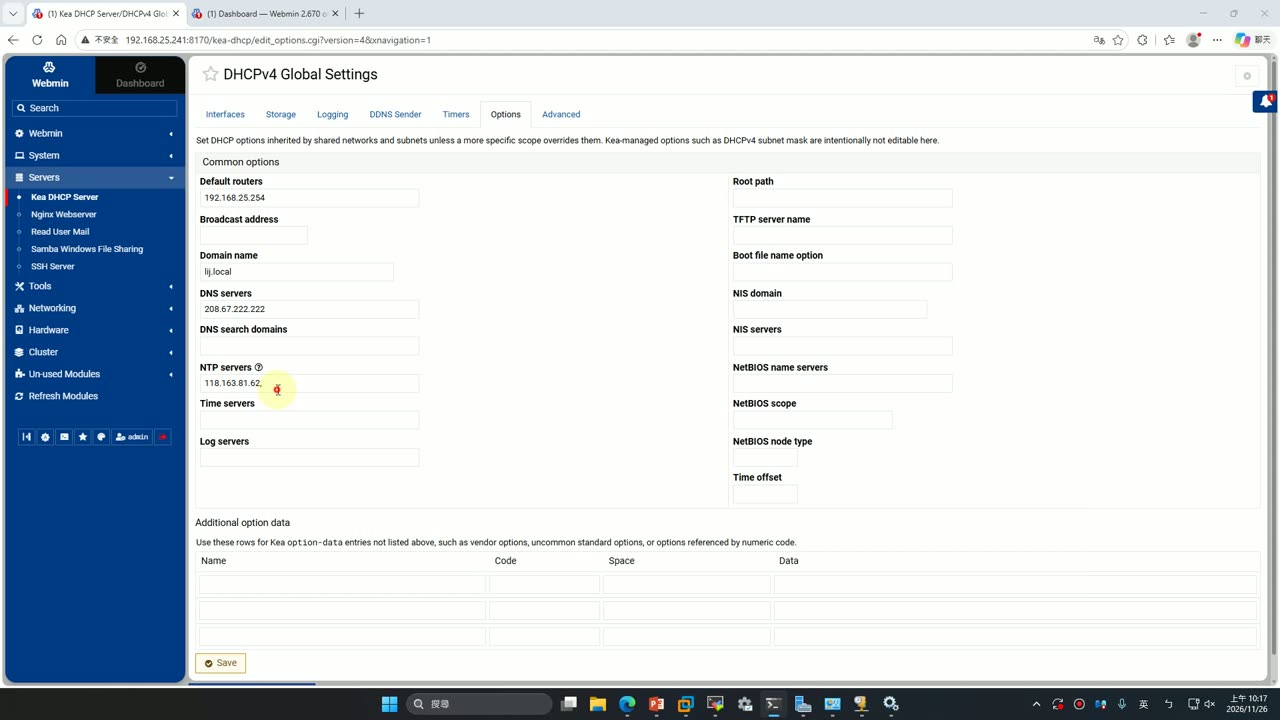 (1) Kea DHCP Server/DHCPv4 Glo
(1) Dashboard — Webmin 2.670 o
不安全 192.168.25.241:8170/kea-dhcp/edit_options.cgi?version=4&xnavigation=1
聊天
Webmin
Dashboard
Search
Webmin
System
Servers
Kea DHCP Server
Nginx Webserver
Read User Mail
Samba Windows File Sharing
SSH Server
Tools
Networking
Hardware
Cluster
Un-used Modules
Refresh Modules
admin
DHCPv4 Global Settings
Interfaces Storage Logging DDNS Sender Timers Options Advanced
Set DHCP options inherited by shared networks and subnets unless a more specific scope overrides them. Kea-managed options such as DHCPv4 subnet mask are intentionally not editable here.
Common options
Default routers
192.168.25.254
Broadcast address
Domain name
lij.local
DNS servers
208.67.222.222
DNS search domains
NTP servers
118.163.81.62,
Time servers
Log servers
Root path
TFTP server name
Boot file name option
NIS domain
NIS servers
NetBIOS name servers
NetBIOS scope
NetBIOS node type
Time offset
Additional option data
Use these rows for Kea option-data entries not listed above, such as vendor options, uncommon standard options, or options referenced by numeric code.
Name Code Space Data
Save
搜尋
英
上午 10:17
2026/11/26